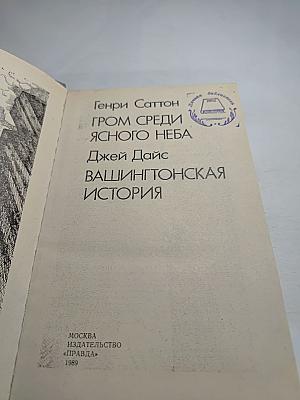 Генри Саттон
ГРОМ СРЕДИ
ЯСНОГО НЕБА
Джей Дайс
ВАШИНГТОНСКАЯ
ИСТОРИЯ
МОСКВА
ИЗДАТЕЛЬСТВО
«ПРАВДА»
1989